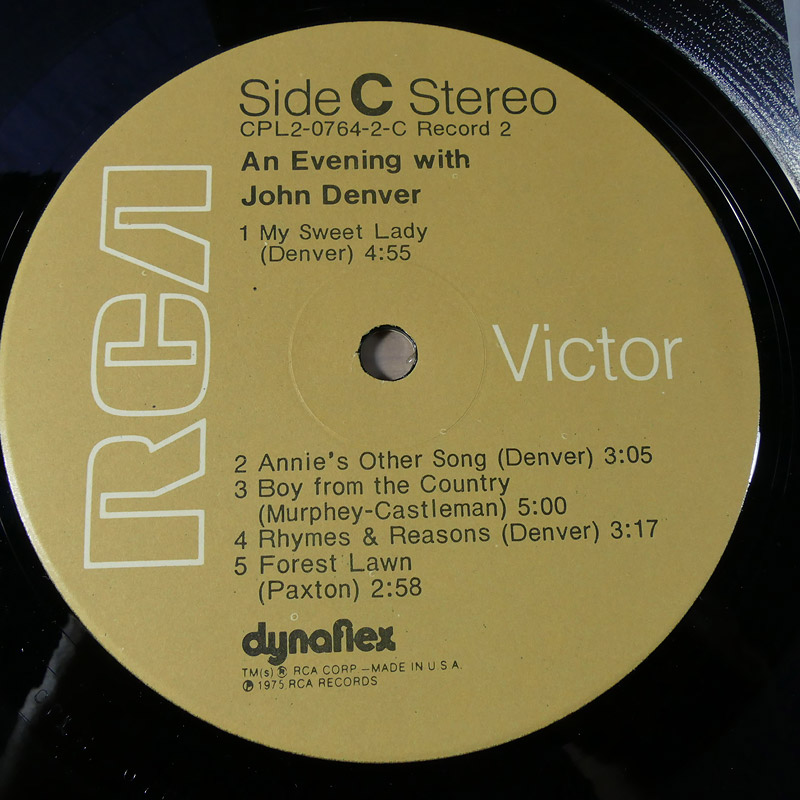 Side C Stereo
CPL2-0764-2-C Record 2
An Evening with
John Denver
1 My Sweet Lady
(Denver) 4:55
RCA
Victor
2 Annie's Other Song (Denver) 3:05
3 Boy from the Country
(Murphey-Castleman) 5:00
4 Rhymes & Reasons (Denver) 3:17
5 Forest Lawn
(Paxton) 2:58
dynaflex
TM(s) ® RCA CORP.—MADE IN U.S.A.
℗ 1975 RCA RECORDS